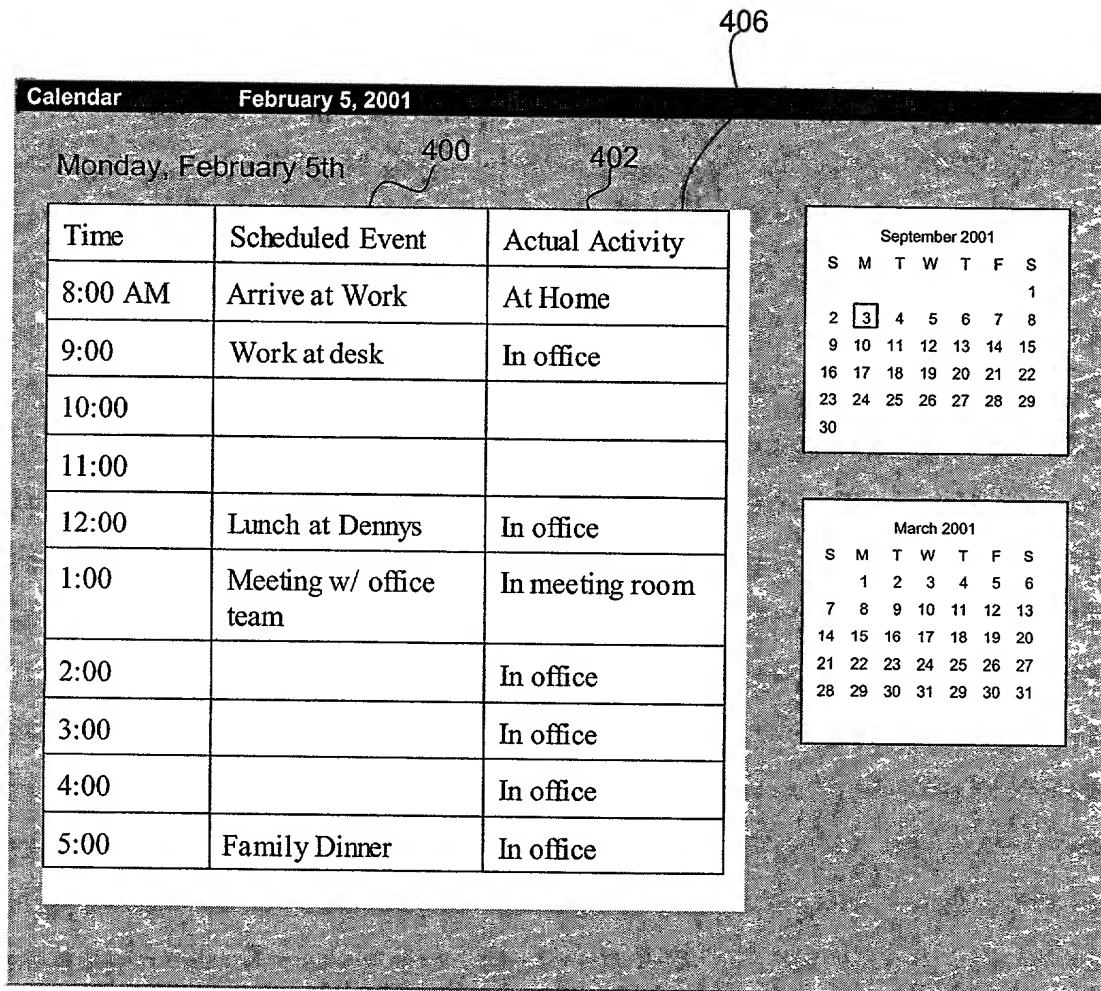 406
Calendar February 5, 2001
Monday, February 5th 400 402
Time Scheduled Event Actual Activity
8:00 AM Arrive at Work At Home
9:00 Work at desk In office
10:00
11:00
12:00 Lunch at Dennys In office
1:00 Meeting w/ office team In meeting room
2:00 In office
3:00 In office
4:00 In office
5:00 Family Dinner In office
September 2001
S M T W T F S
1
2 3 4 5 6 7 8
9 10 11 12 13 14 15
16 17 18 19 20 21 22
23 24 25 26 27 28 29
30
March 2001
S M T W T F S
1 2 3 4 5 6
7 8 9 10 11 12 13
14 15 16 17 18 19 20
21 22 23 24 25 26 27
28 29 30 31 29 30 31